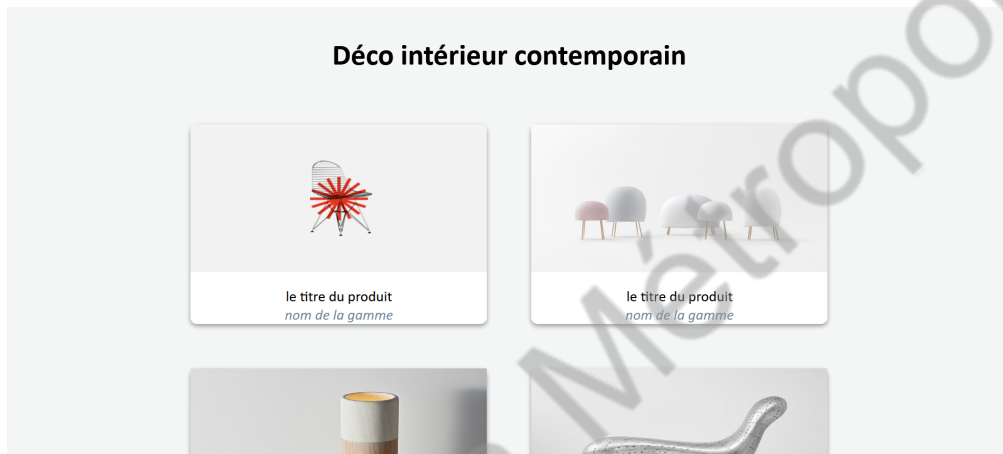 Déco intérieur contemporain
le titre du produit
nom de la gamme
le titre du produit
nom de la gamme